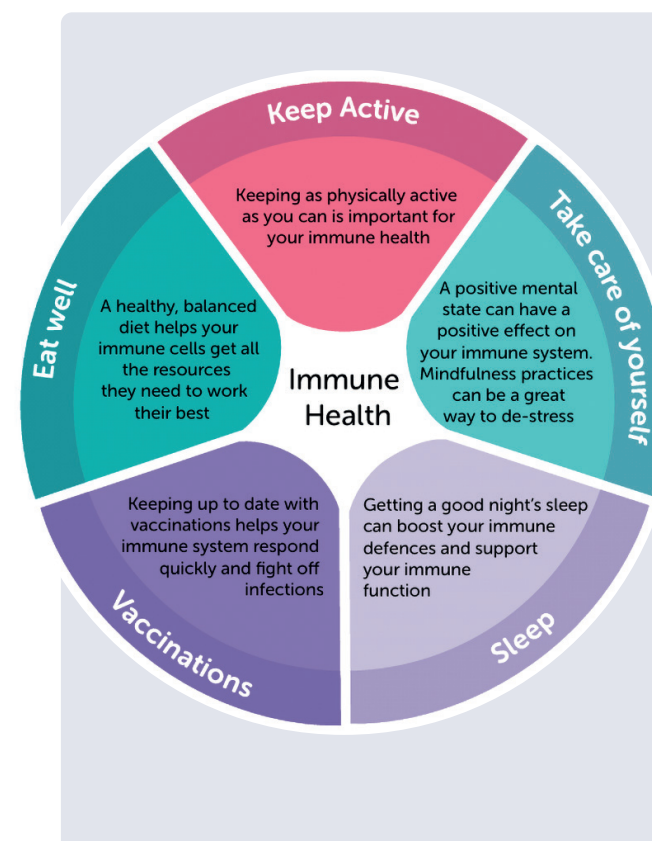 Keep Active
Keeping as physically active
as you can is important for
your immune health
Take care of yourself
A positive mental
state can have a
positive effect on
your immune system.
Mindfulness practices
can be a great
way to de-stress
Sleep
Getting a good night’s sleep
can boost your immune
defences and support
your immune
function
Vaccinations
Keeping up to date with
vaccinations helps your
immune system respond
quickly and fight off
infections
Eat well
A healthy, balanced
diet helps your
immune cells get all
the resources
they need to work
their best
Immune
Health